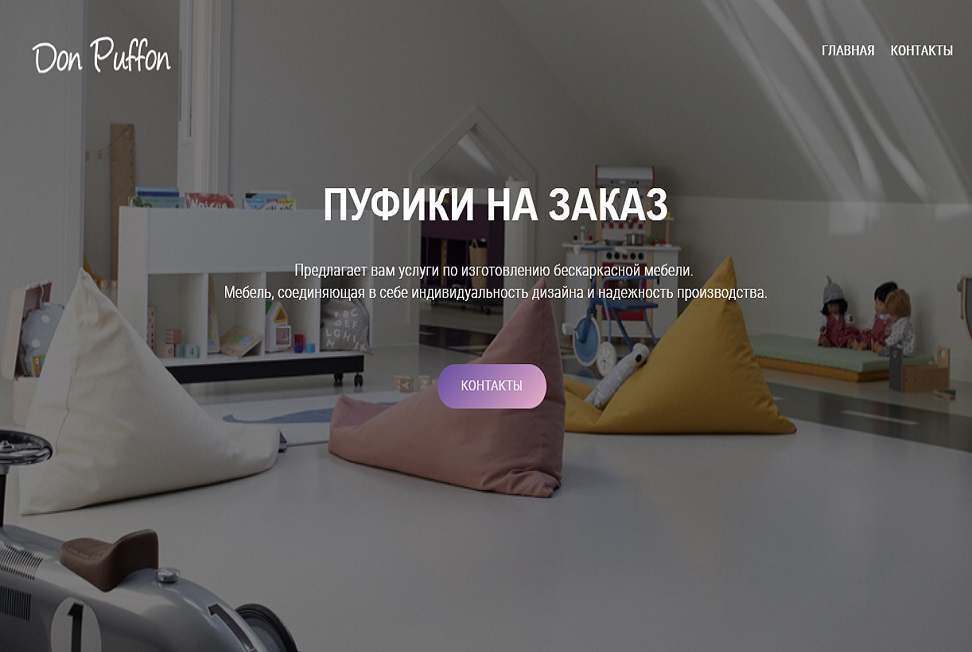 Don Puffon
ГЛАВНАЯ КОНТАКТЫ
ПУФИКИ НА ЗАКАЗ
Предлагает вам услуги по изготовлению бескаркасной мебели.
Мебель, соединяющая в себе индивидуальность дизайна и надежность производства.
КОНТАКТЫ
1